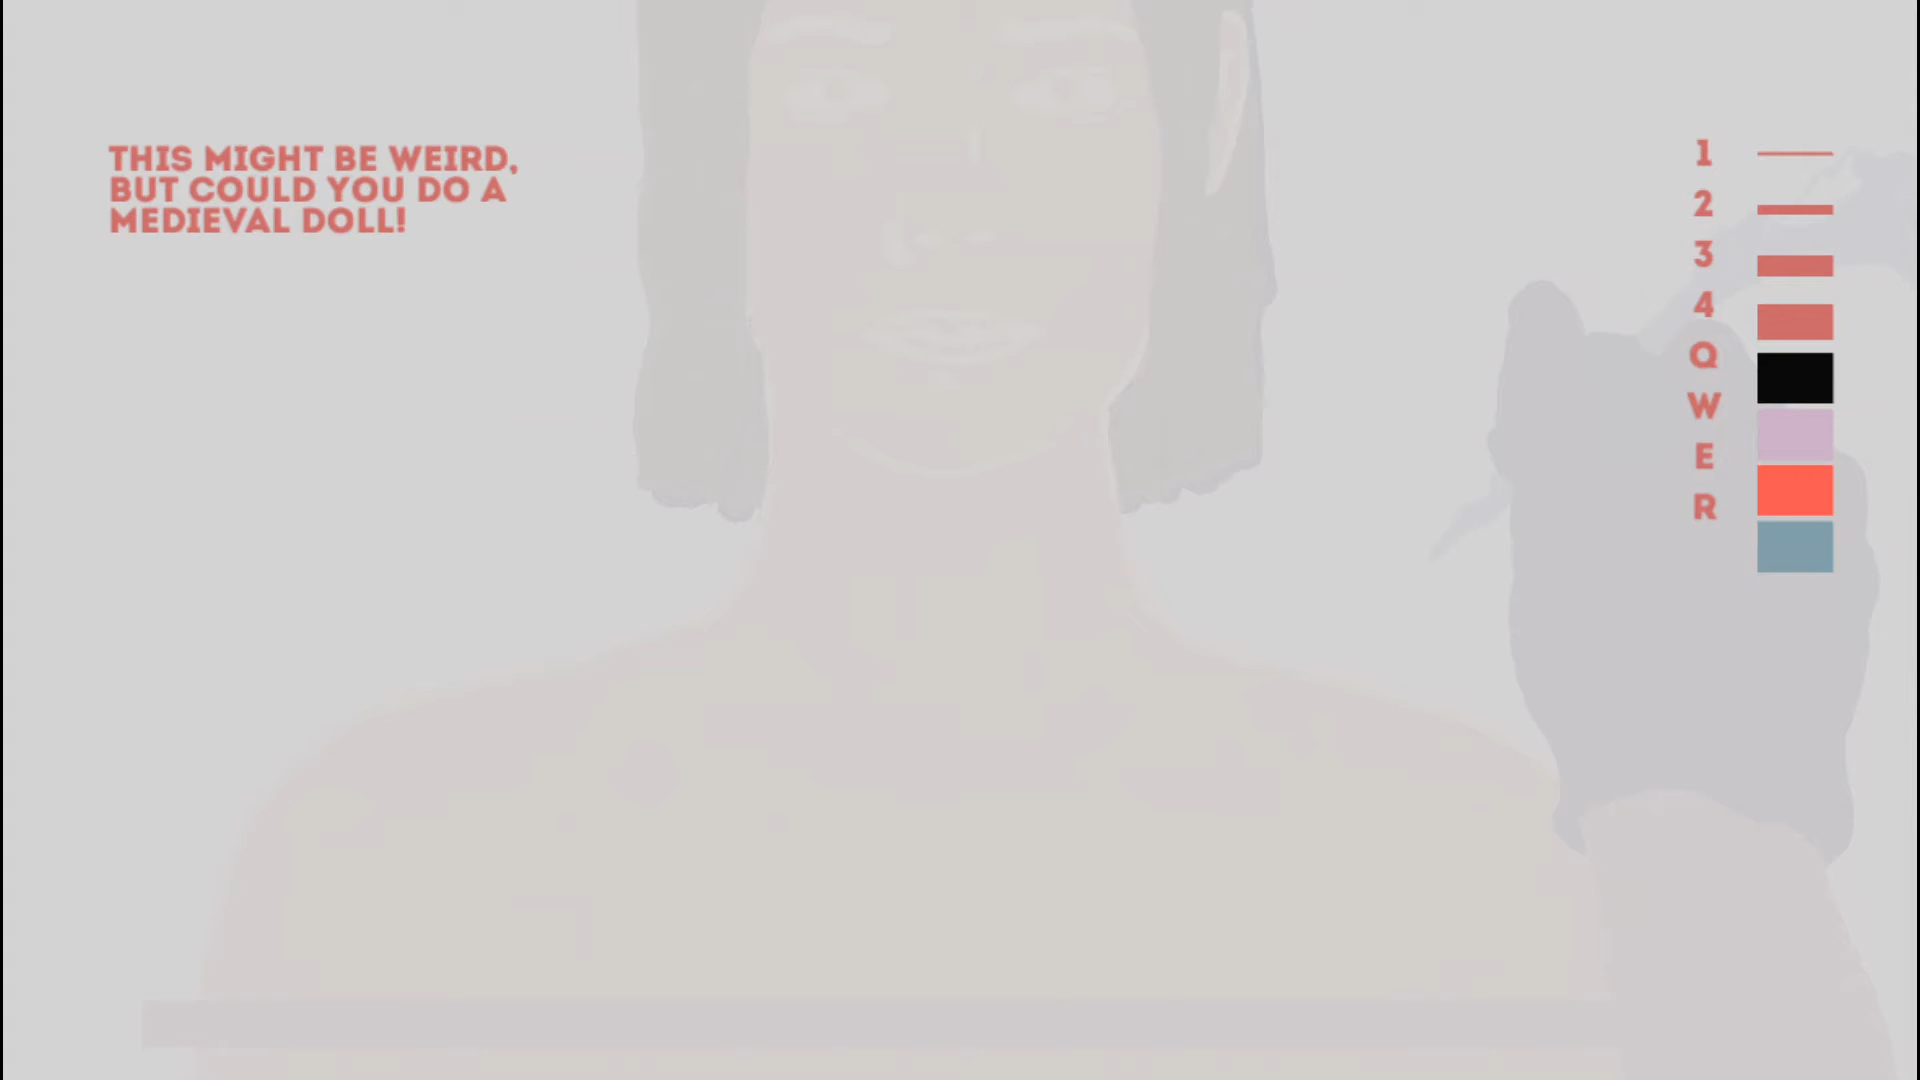 THIS MIGHT BE WEIRD,
BUT COULD YOU DO A
MEDIEVAL DOLL!
1
2
3
4
Q
W
E
R